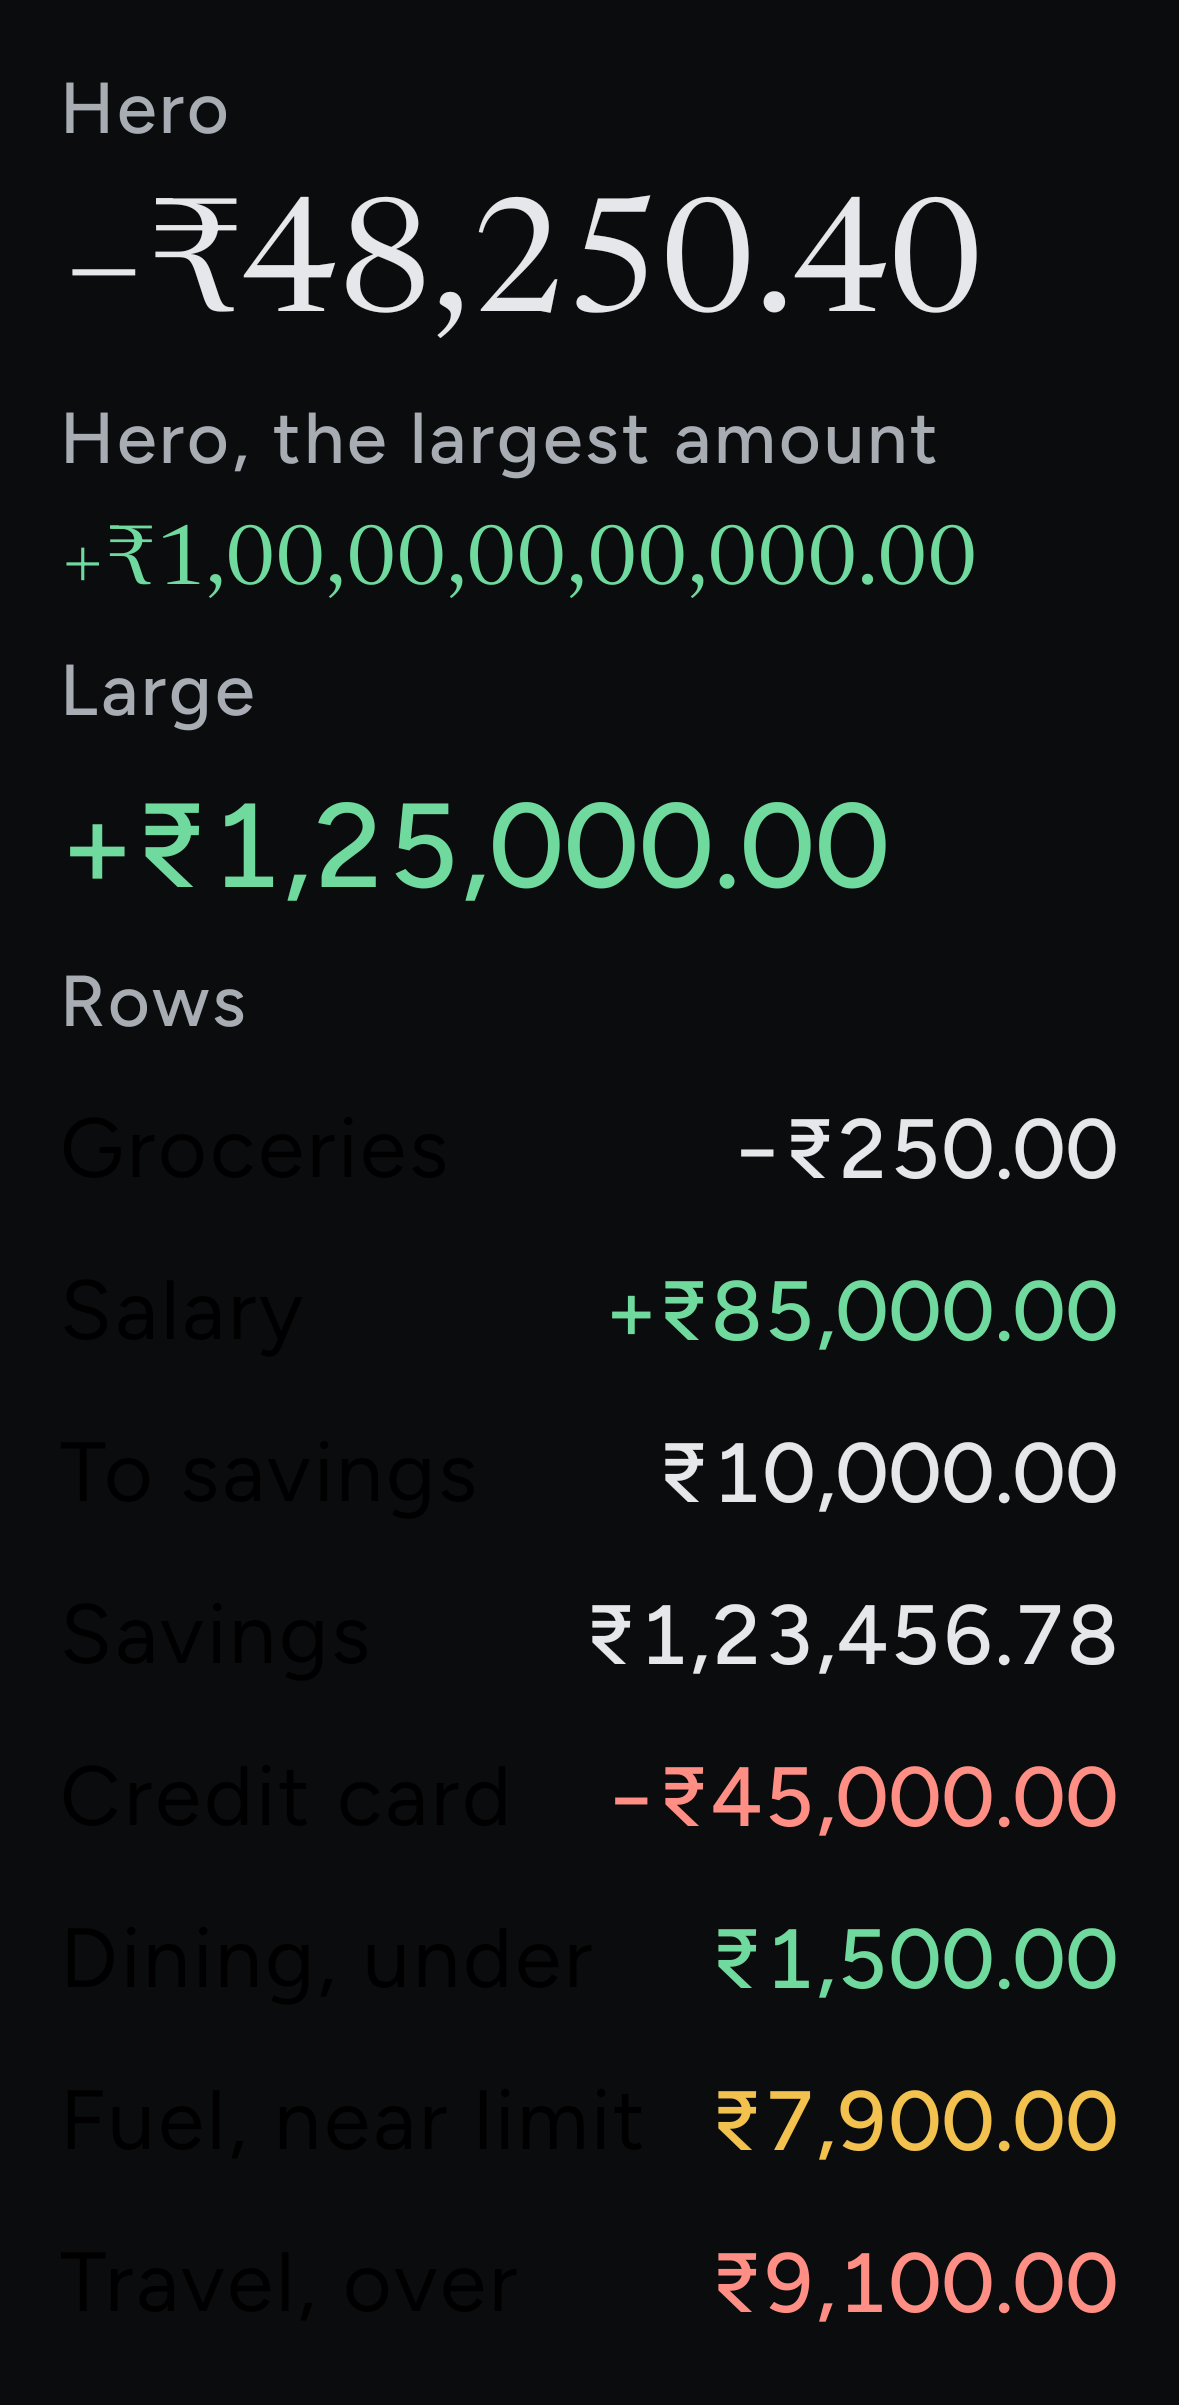 Hero
−₹48,250.40
Hero, the largest amount
+₹1,00,00,00,00,000.00
Large
+₹1,25,000.00
Rows
Groceries −₹250.00
Salary +₹85,000.00
To savings ₹10,000.00
Savings ₹1,23,456.78
Credit card −₹45,000.00
Dining, under ₹1,500.00
Fuel, near limit ₹7,900.00
Travel, over ₹9,100.00